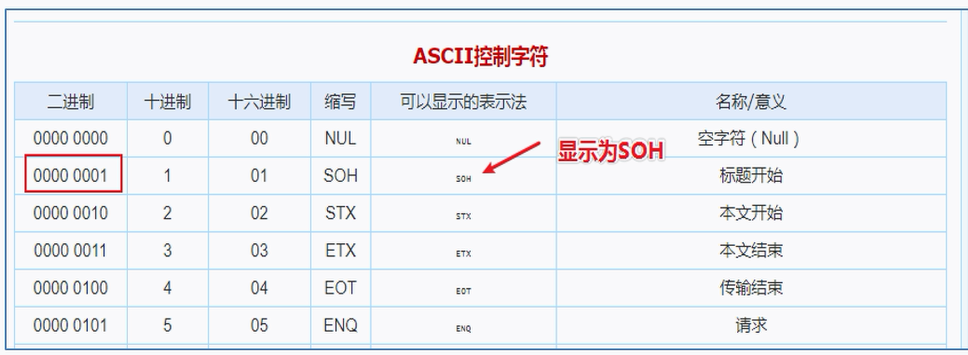 ASCII控制字符
二进制 十进制 十六进制 缩写 可以显示的表示法 名称/意义
0000 0000 0 00 NUL NUL 空字符（Null）
显示为SOH
0000 0001 1 01 SOH SOH 标题开始
0000 0010 2 02 STX STX 本文开始
0000 0011 3 03 ETX ETX 本文结束
0000 0100 4 04 EOT EOT 传输结束
0000 0101 5 05 ENQ ENQ 请求